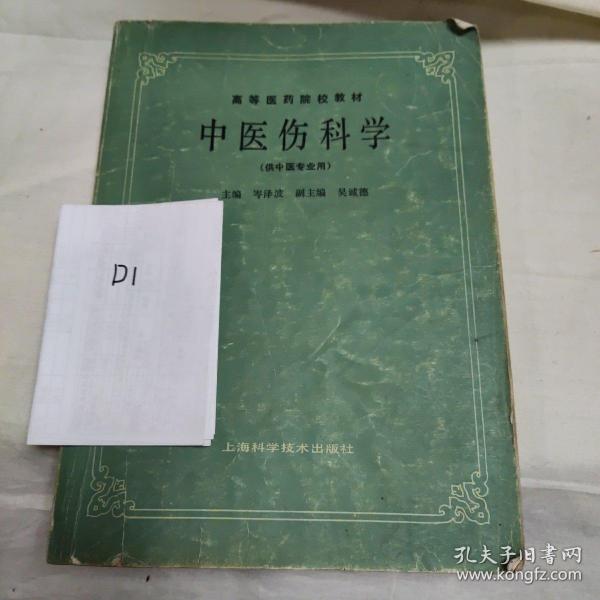 高等医药院校教材
中医伤科学
(供中医专业用)
主编 岑泽波 副主编 吴诚德
D1
上海科学技术出版社
孔夫子旧书网
www.kongfz.com